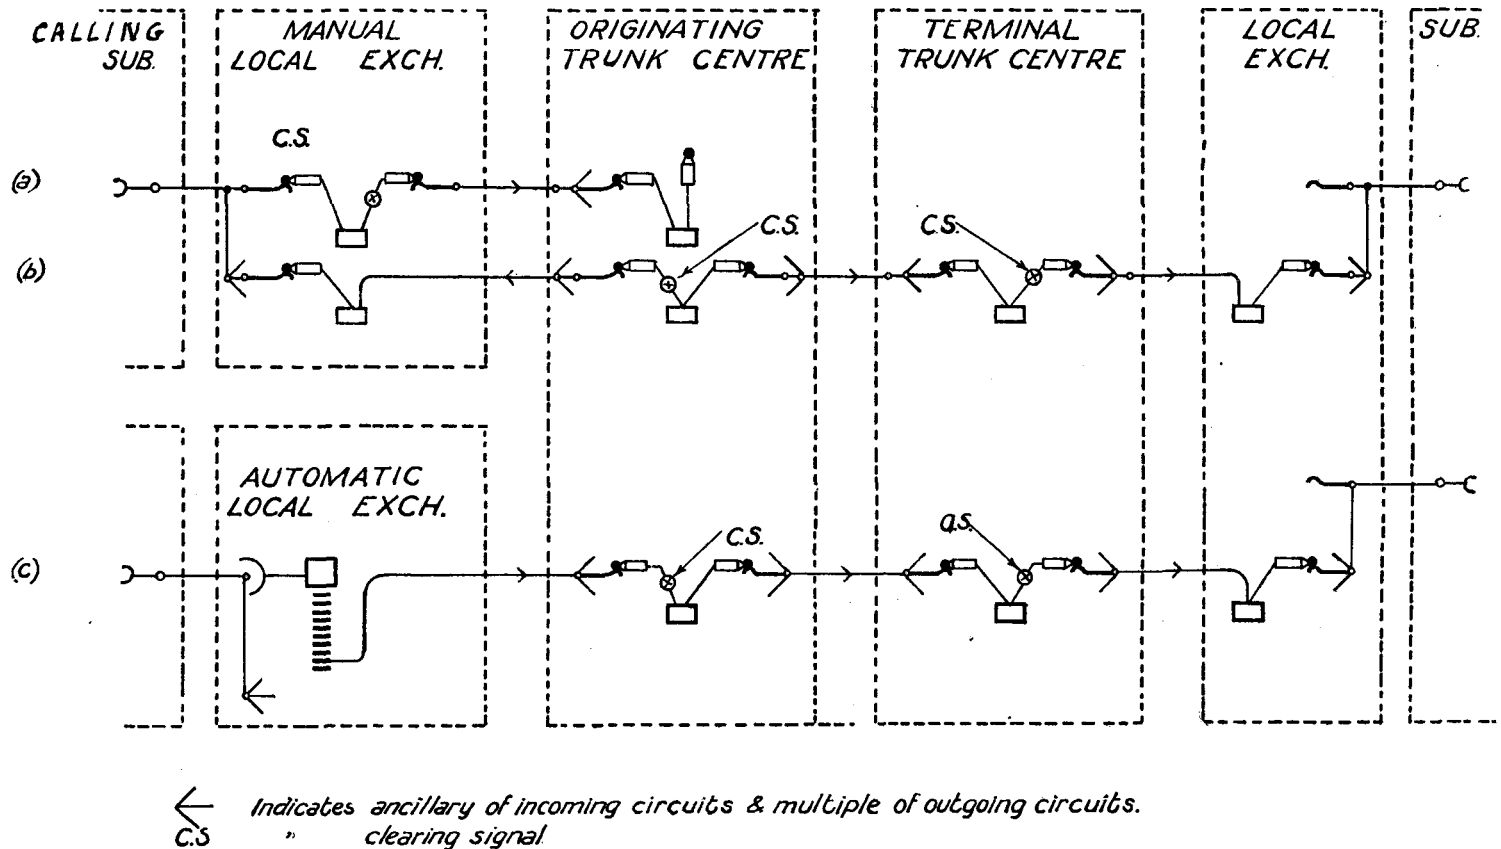 CALLING
SUB.
MANUAL
LOCAL EXCH.
ORIGINATING
TRUNK CENTRE
TERMINAL
TRUNK CENTRE
LOCAL
EXCH.
SUB.
C.S.
(a)
C.S.
C.S.
(b)
AUTOMATIC
LOCAL EXCH.
C.S.
a.S.
(c)
Indicates ancillary of incoming circuits & multiple of outgoing circuits.
C.S " clearing signal